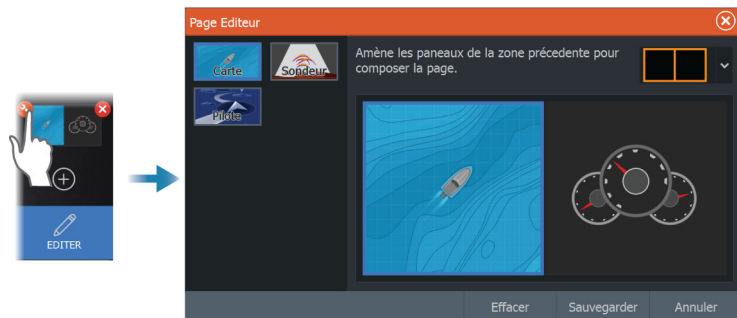 EDITER
Page Editeur
Carte
Sondeur
Pilote
Amène les paneaux de la zone précedente pour
composer la page.
Effacer
Sauvegarder
Annuler